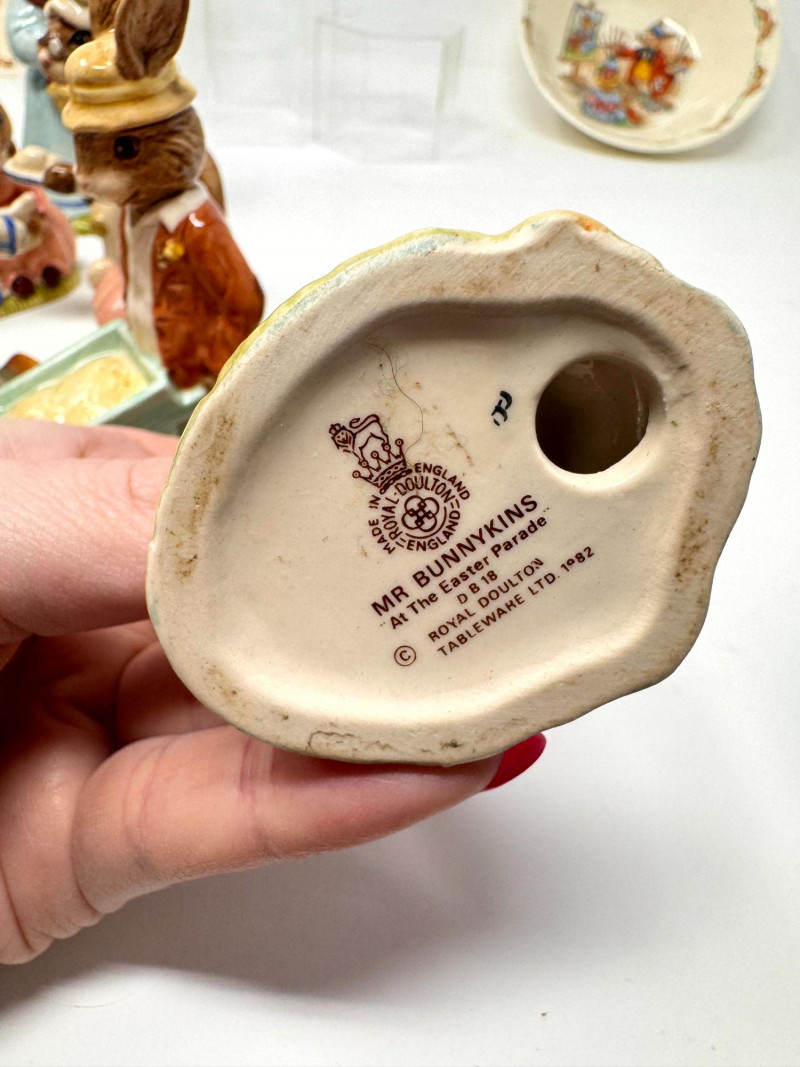 MADE IN ENGLAND
ROYAL DOULTON
ENGLAND
MR BUNNYKINS
"At The Easter Parade"
D B 18
© ROYAL DOULTON
TABLEWARE LTD. 1982